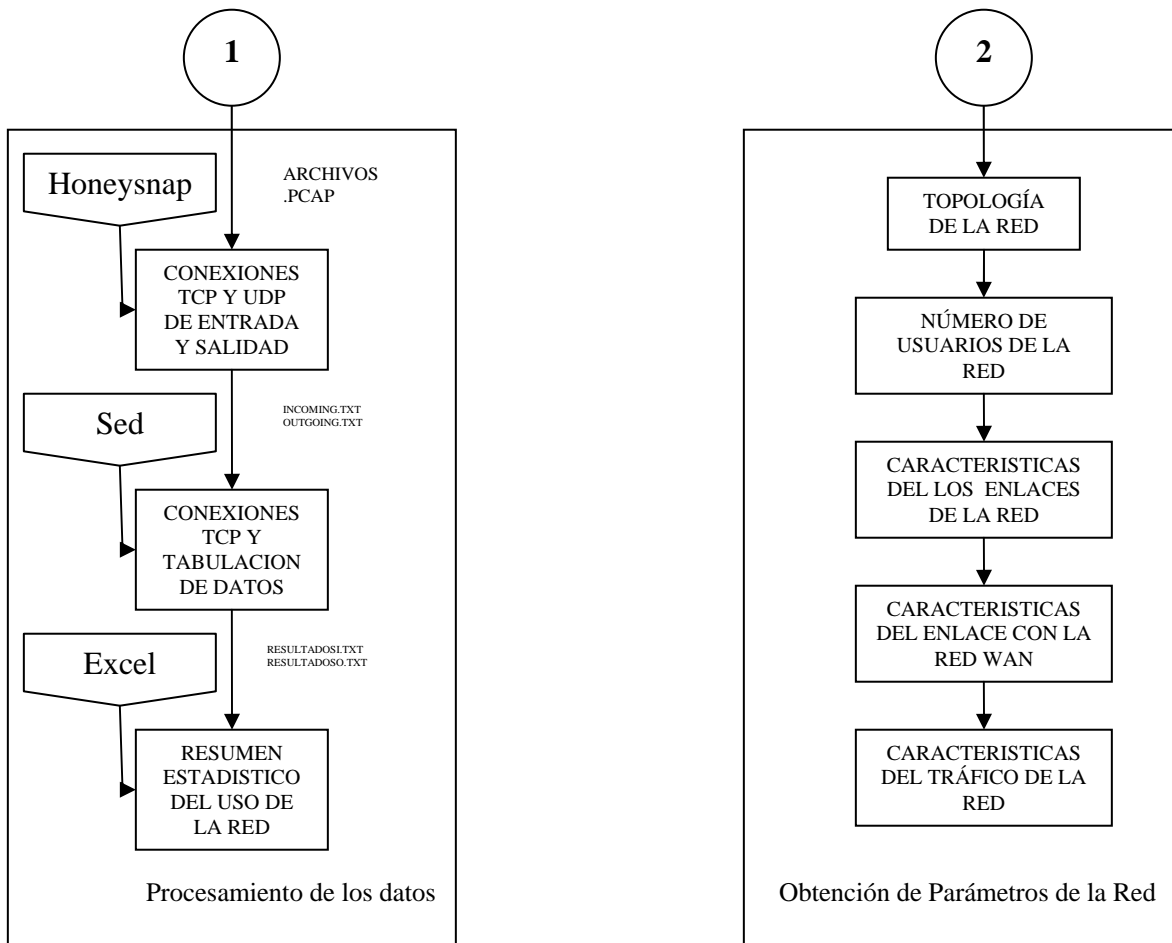 1
Honeysnap
ARCHIVOS
.PCAP
CONEXIONES
TCP Y UDP
DE ENTRADA
Y SALIDAD
INCOMING.TXT
OUTGOING.TXT
Sed
CONEXIONES
TCP Y
TABULACION
DE DATOS
RESULTADOSI.TXT
RESULTADOSO.TXT
Excel
RESUMEN
ESTADISTICO
DEL USO DE
LA RED
Procesamiento de los datos
2
TOPOLOGÍA
DE LA RED
NÚMERO DE
USUARIOS DE LA
RED
CARACTERISTICAS
DEL LOS ENLACES
DE LA RED
CARACTERISTICAS
DEL ENLACE CON LA
RED WAN
CARACTERISTICAS
DEL TRÁFICO DE LA
RED
Obtención de Parámetros de la Red